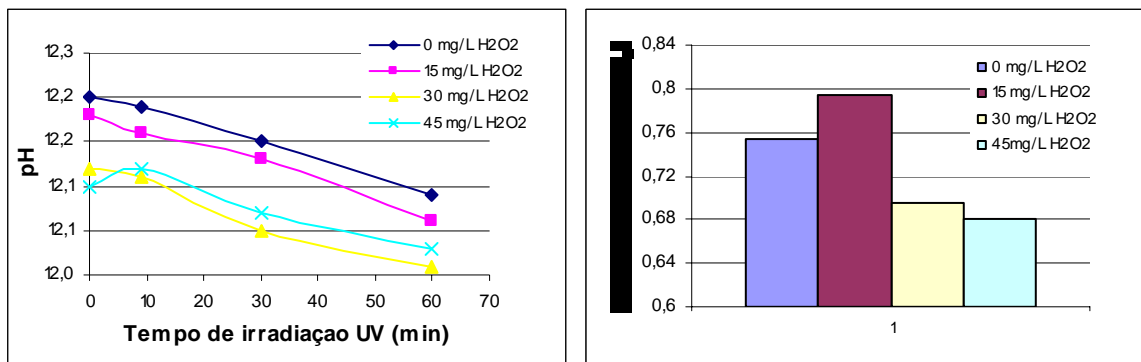 12,3
12,2
12,2
12,1
12,1
12,0
pH
0 10 20 30 40 50 60 70
Tempo de irradiaçao UV (min)
0 mg/L H2O2
15 mg/L H2O2
30 mg/L H2O2
45 mg/L H2O2
0,84
0,8
0,76
0,72
0,68
0,64
0,6
1
0 mg/L H2O2
15 mg/L H2O2
30 mg/L H2O2
45mg/L H2O2